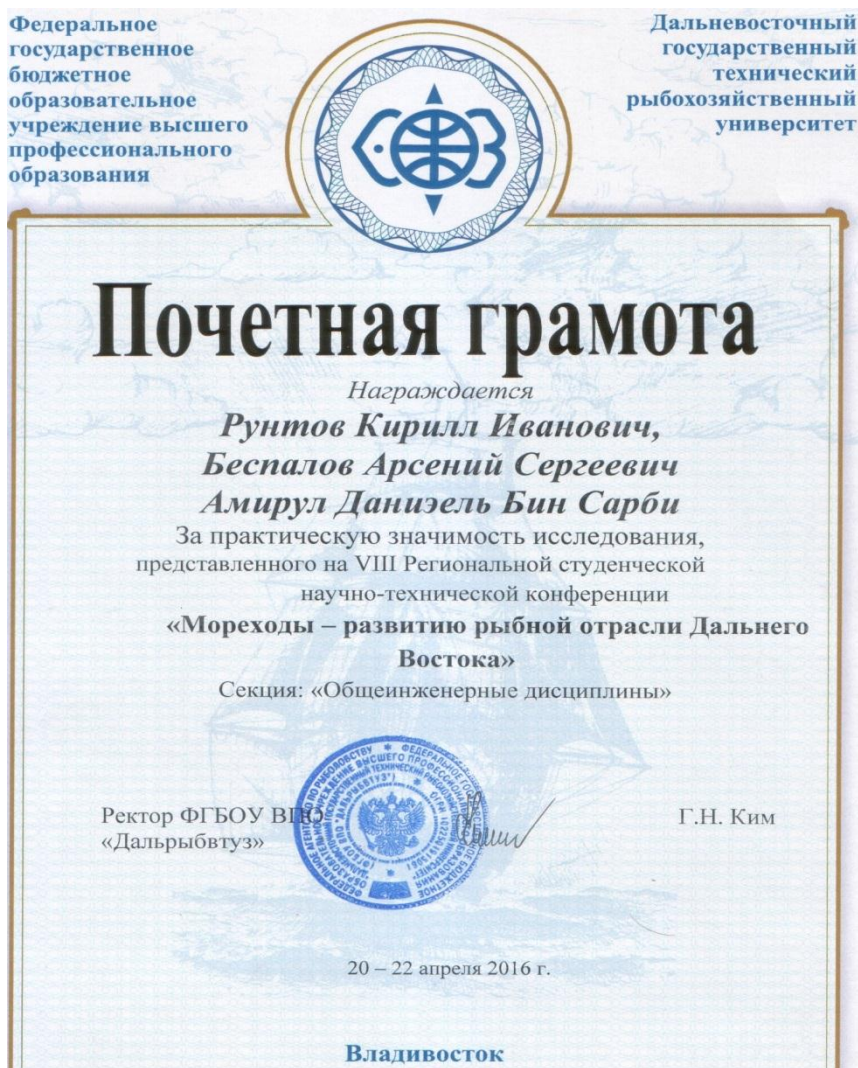 Федеральное
государственное
бюджетное
образовательное
учреждение высшего
профессионального
образования
Дальневосточный
государственный
технический
рыбохозяйственный
университет
Почетная грамота
Награждается
Рунтов Кирилл Иванович,
Беспалов Арсений Сергеевич
Амирул Даниэель Бин Сарби
За практическую значимость исследования,
представленного на VIII Региональной студенческой
научно-технической конференции
«Мореходы – развитию рыбной отрасли Дальнего
Востока»
Секция: «Общеинженерные дисциплины»
Ректор ФГБОУ ВПО
«Дальрыбвтуз»
Г.Н. Ким
20 – 22 апреля 2016 г.
Владивосток